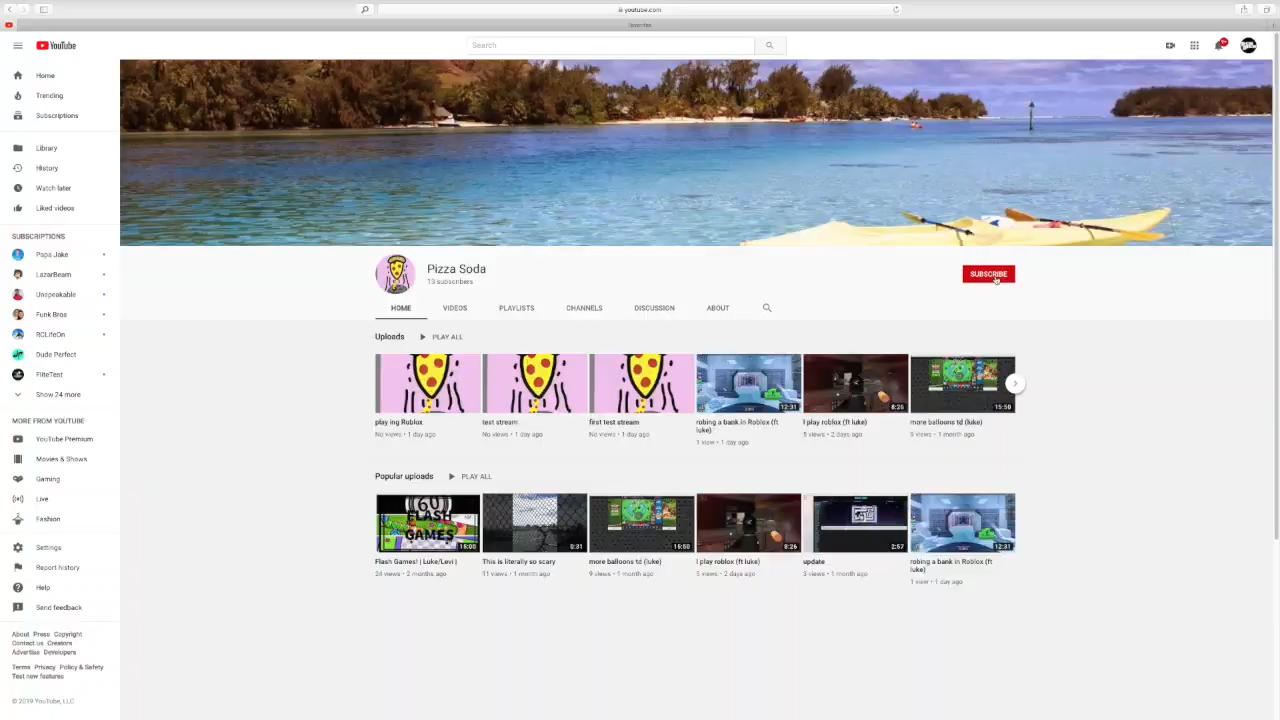 youtube.com
Favorites
YouTube
Search
9+
Home
Trending
Subscriptions
Library
History
Watch later
Liked videos
SUBSCRIPTIONS
Papa Jake
LazarBeam
Unspeakable
Funk Bros
RCLifeOn
Dude Perfect
FliteTest
Show 24 more
MORE FROM YOUTUBE
YouTube Premium
Movies & Shows
Gaming
Live
Fashion
Settings
Report history
Help
Send feedback
About Press Copyright
Contact us Creators
Advertise Developers
Terms Privacy Policy & Safety
Test new features
© 2019 YouTube, LLC
Pizza Soda
13 subscribers
SUBSCRIBE
HOME VIDEOS PLAYLISTS CHANNELS DISCUSSION ABOUT
Uploads PLAY ALL
12:31 8:26 15:50
play ing Roblox
No views • 1 day ago
test stream
No views • 1 day ago
first test stream
No views • 1 day ago
robing a bank in Roblox (ft
luke)
1 view • 1 day ago
I play roblox (ft luke)
5 views • 2 days ago
more balloons td (luke)
9 views • 1 month ago
Popular uploads PLAY ALL
60
FLASH
GAMES
15:00 0:31 15:50 8:26 2:57 12:31
Flash Games! | Luke/Levi |
24 views • 2 months ago
This is literally so scary
11 views • 1 month ago
more balloons td (luke)
9 views • 1 month ago
I play roblox (ft luke)
5 views • 2 days ago
update
3 views • 1 month ago
robing a bank in Roblox (ft
luke)
1 view • 1 day ago